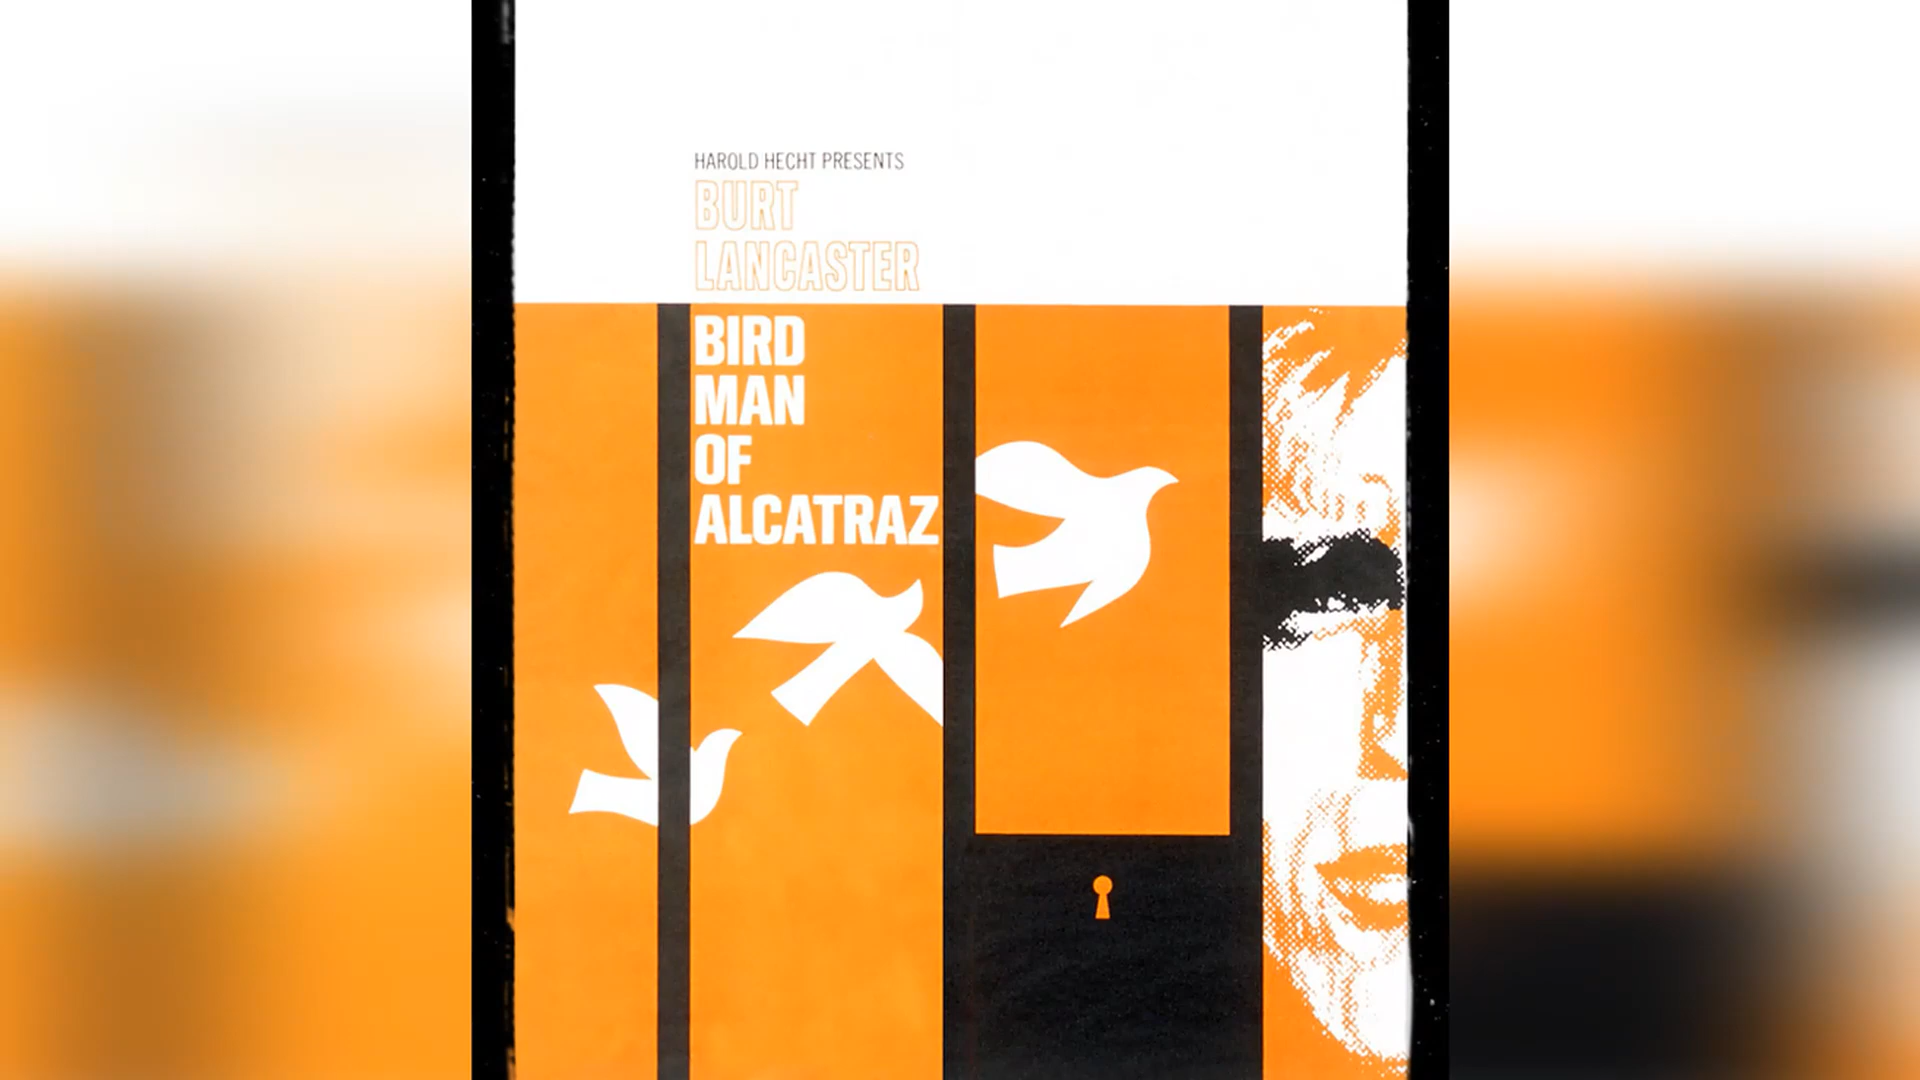 HAROLD HECHT PRESENTS
BURT
LANCASTER
BIRD
MAN
OF
ALCATRAZ